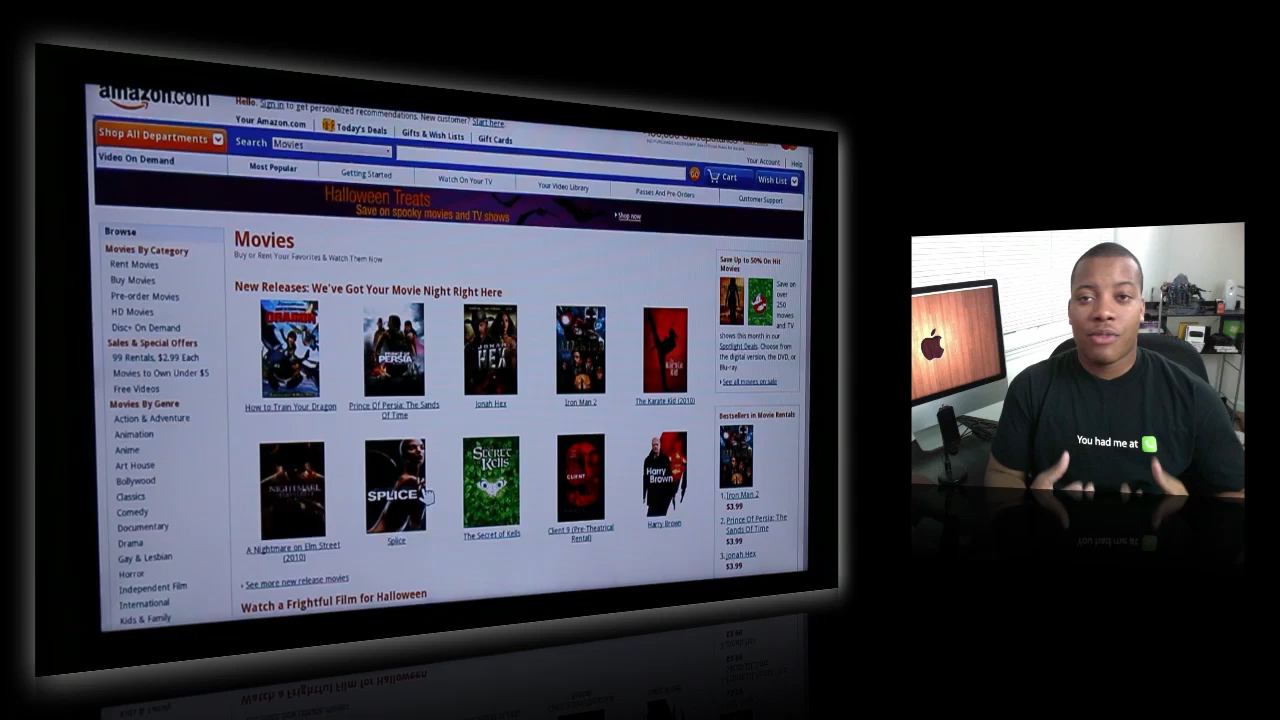 amazon.com
Hello. Sign in to get personalized recommendations. New customer? Start here.
Your Amazon.com
Today's Deals
Gifts & Wish Lists
Gift Cards
Your Account
Help
Shop All Departments
Search
Movies
GO
Cart
Wish List
Video On Demand
Most Popular
Getting Started
Watch On Your TV
Your Video Library
Passes And Pre-Orders
Customer Support
Halloween Treats
Save on spooky movies and TV shows
Shop now
Browse
Movies By Category
Rent Movies
Buy Movies
Pre-order Movies
HD Movies
Disc+ On Demand
Sales & Special Offers
99 Rentals, $2.99 Each
Movies to Own Under $5
Free Videos
Movies By Genre
Action & Adventure
Animation
Anime
Art House
Bollywood
Classics
Comedy
Documentary
Drama
Gay & Lesbian
Horror
Independent Film
International
Kids & Family
Movies
Buy or Rent Your Favorites & Watch Them Now
New Releases: We've Got Your Movie Night Right Here
DRAGON
PERSIA
HEX
How to Train Your Dragon
Prince Of Persia: The Sands
Of Time
Jonah Hex
Iron Man 2
The Karate Kid (2010)
NIGHTMARE
SPLICE
SECRET
KELLS
CLIENT
Harry
Brown
A Nightmare on Elm Street
(2010)
Splice
The Secret of Kells
Client 9 (Pre-Theatrical
Rental)
Harry Brown
See more new release movies
Watch a Frightful Film for Halloween
Save Up to 50% On Hit
Movies
Save on
over
250
movies
and TV
shows this month in our
Spotlight Deals. Choose from
the digital version, the DVD, or
Blu-ray.
See all movies on sale
Bestsellers in Movie Rentals
1. Iron Man 2
$3.99
2. Prince Of Persia: The
Sands Of Time
$3.99
3. Jonah Hex
$3.99
You had me at